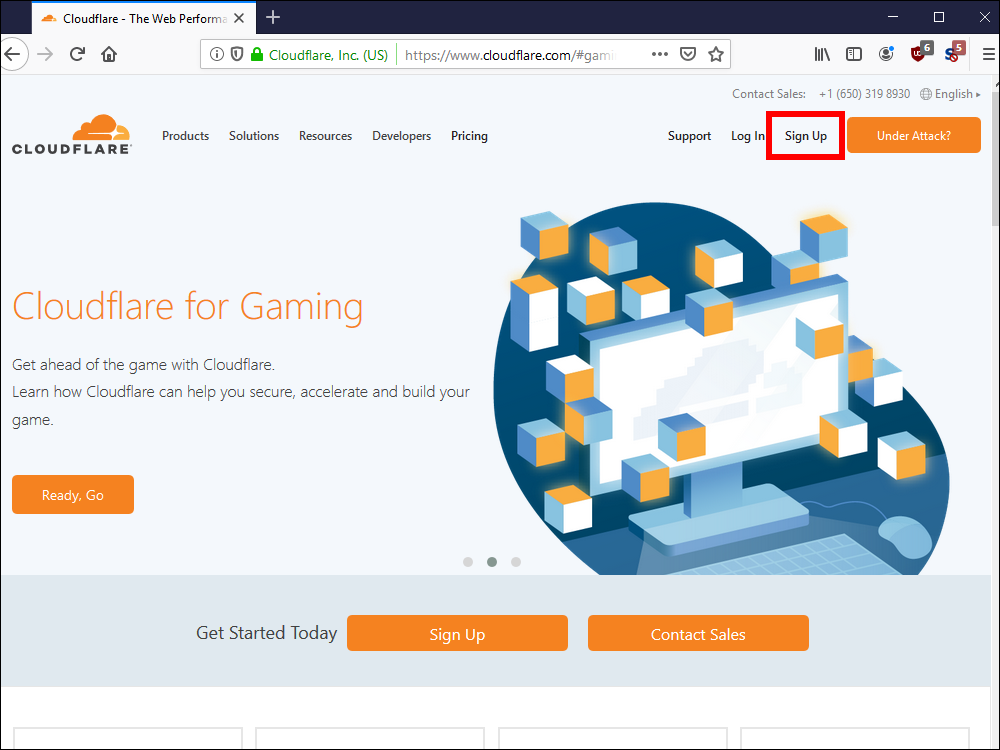 Cloudflare - The Web Performa
Cloudflare, Inc. (US) https://www.cloudflare.com/#gami
6
5
Contact Sales: +1 (650) 319 8930 English ▸
CLOUDFLARE
Products Solutions Resources Developers Pricing Support Log In Sign Up Under Attack?
Cloudflare for Gaming
Get ahead of the game with Cloudflare.
Learn how Cloudflare can help you secure, accelerate and build your
game.
Ready, Go
Get Started Today Sign Up Contact Sales